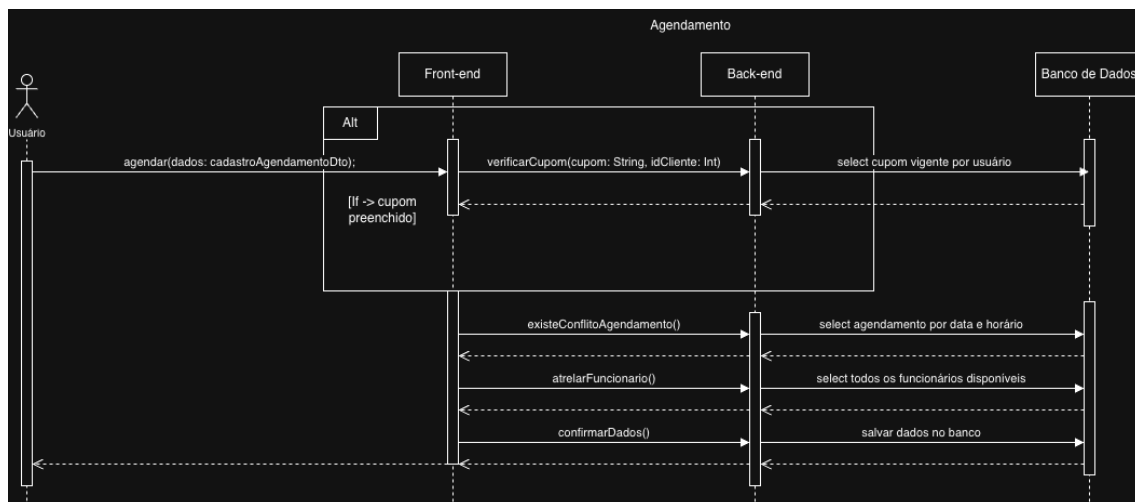 Agendamento
Front-end
Back-end
Banco de Dados
Usuário
Alt
agendar(dados: cadastroAgendamentoDto);
verificarCupom(cupom: String, idCliente: Int)
select cupom vigente por usuário
[If -> cupom
preenchido]
existeConflitoAgendamento()
select agendamento por data e horário
atrelarFuncionario()
select todos os funcionários disponíveis
confirmarDados()
salvar dados no banco